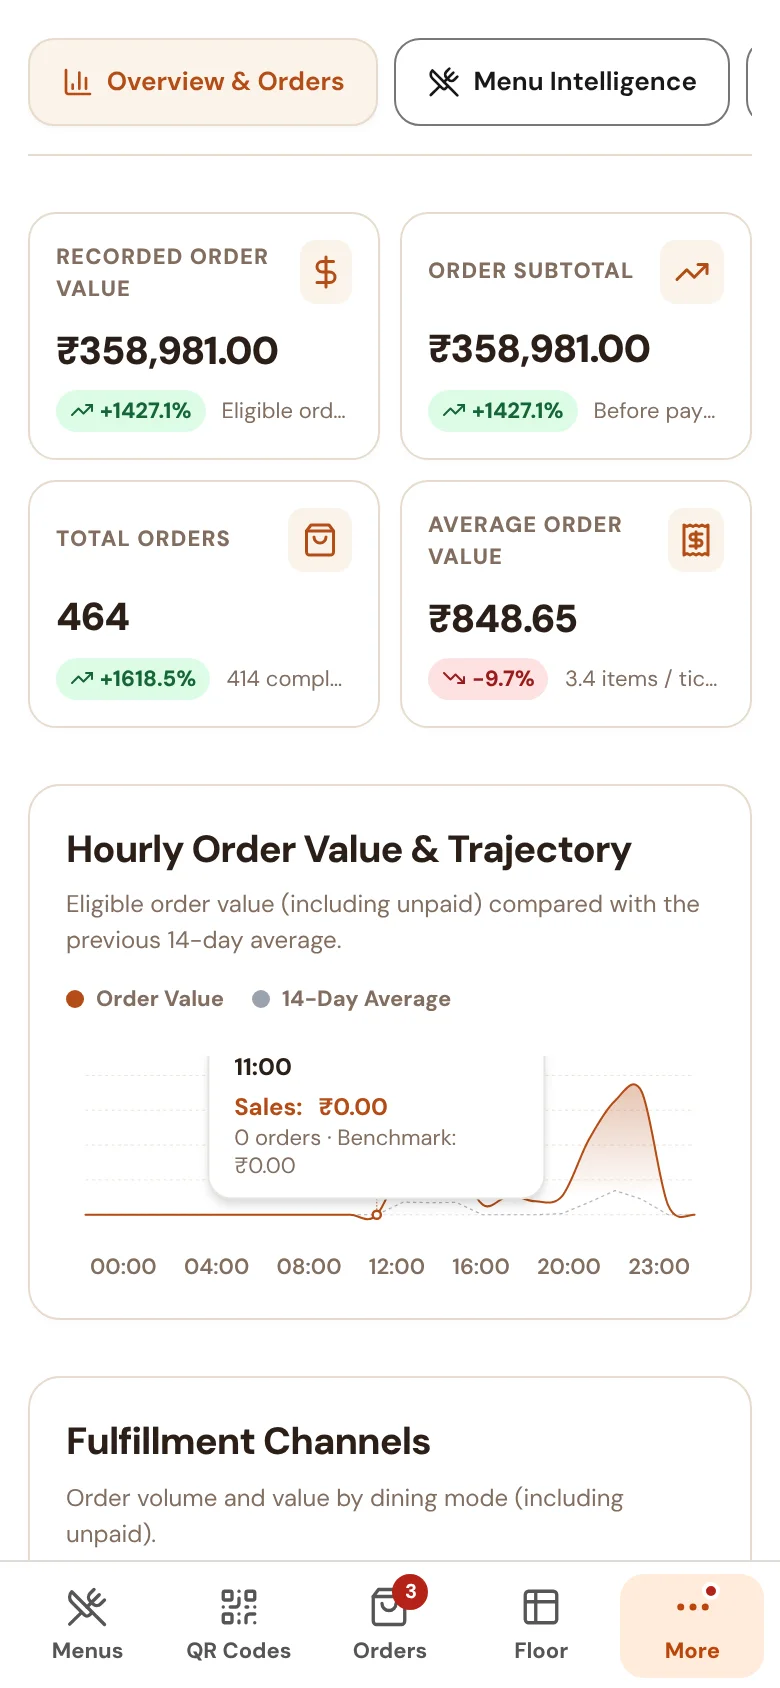 Overview & Orders
Menu Intelligence
RECORDED ORDER
VALUE
₹358,981.00
+1427.1% Eligible ord...
ORDER SUBTOTAL
₹358,981.00
+1427.1% Before pay...
TOTAL ORDERS
464
+1618.5% 414 compl...
AVERAGE ORDER
VALUE
₹848.65
-9.7% 3.4 items / tic...
Hourly Order Value & Trajectory
Eligible order value (including unpaid) compared with the
previous 14-day average.
Order Value 14-Day Average
11:00
Sales: ₹0.00
0 orders · Benchmark:
₹0.00
00:00 04:00 08:00 12:00 16:00 20:00 23:00
Fulfillment Channels
Order volume and value by dining mode (including
unpaid).
3
Menus QR Codes Orders Floor More